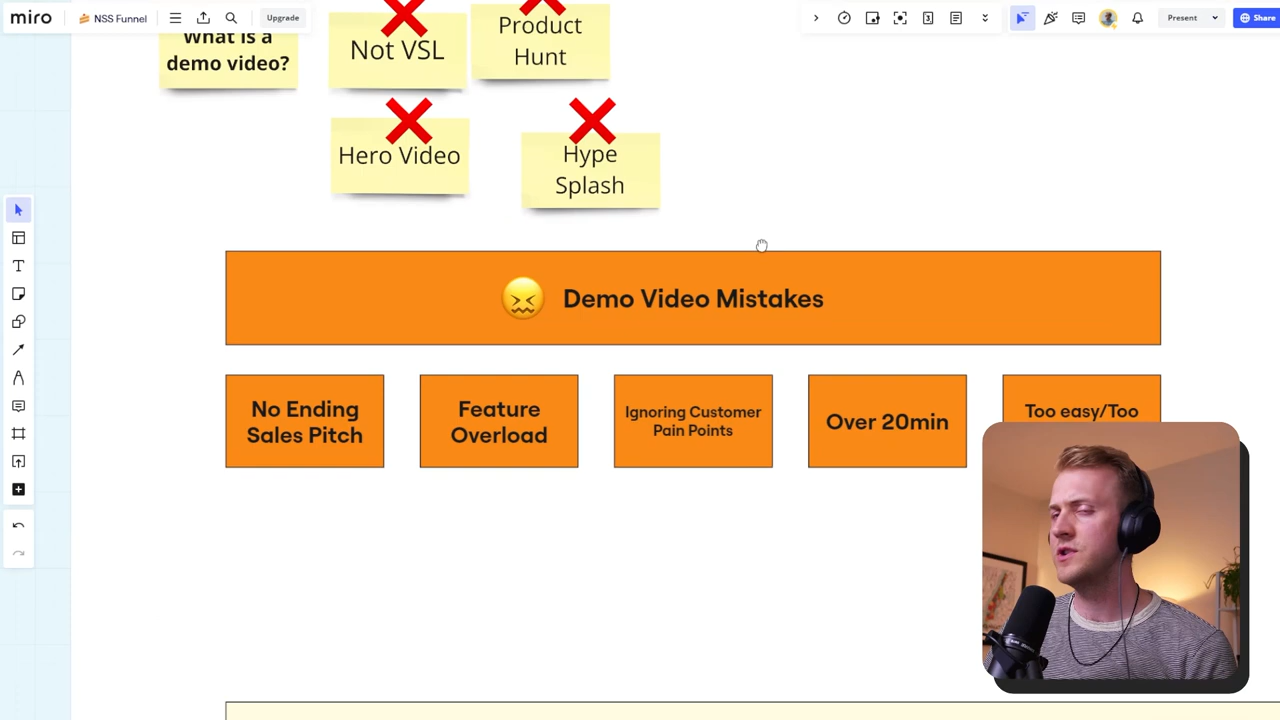 miro
NSS Funnel
Upgrade
3
Present
Share
What is a
demo video?
Not VSL
Product
Hunt
Hero Video
Hype
Splash
Demo Video Mistakes
No Ending
Sales Pitch
Feature
Overload
Ignoring Customer
Pain Points
Over 20min
Too easy/Too